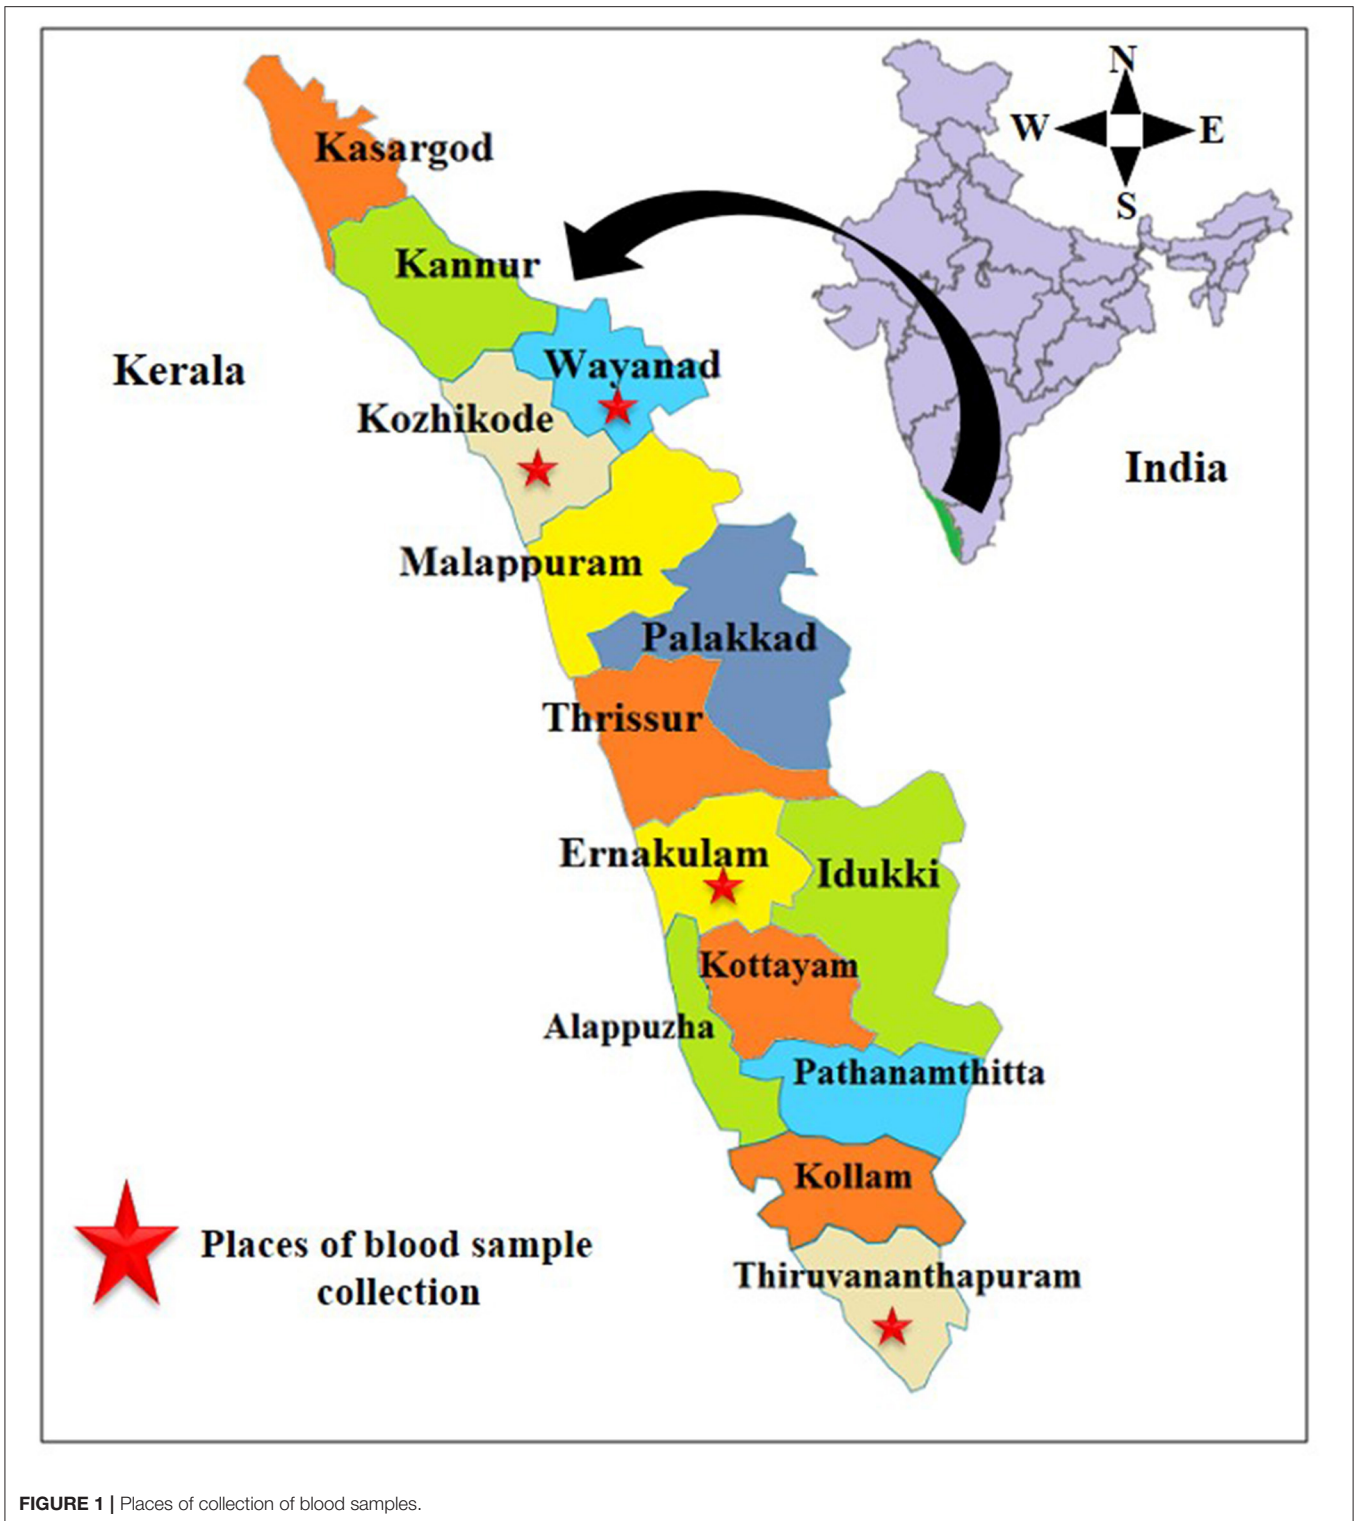 N
W
E
S
Kasargod
Kannur
Wayanad
Kerala
Kozhikode
India
Malappuram
Palakkad
Thrissur
Ernakulam
Idukki
Kottayam
Alappuzha
Pathanamthitta
Kollam
Places of blood sample
collection
Thiruvananthapuram
FIGURE 1 | Places of collection of blood samples.